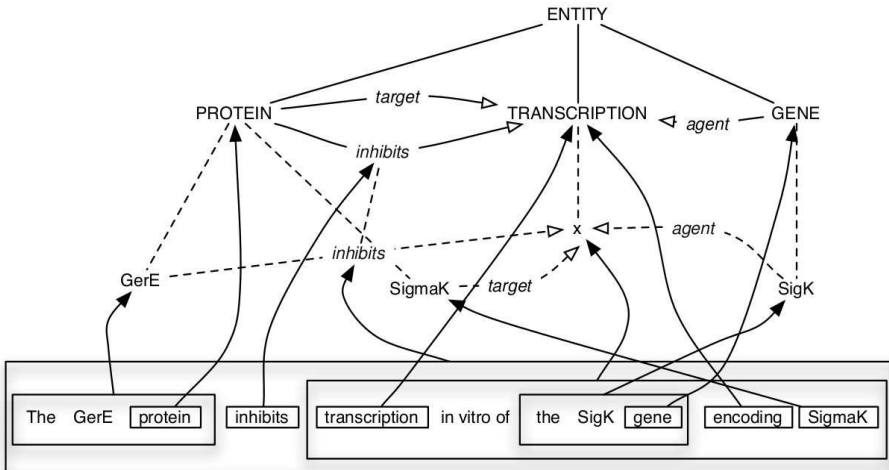 ENTITY
target
PROTEIN TRANSCRIPTION agent GENE
inhibits
x agent
inhibits
GerE SigmaK target SigK
The GerE protein inhibits transcription in vitro of the SigK gene encoding SigmaK